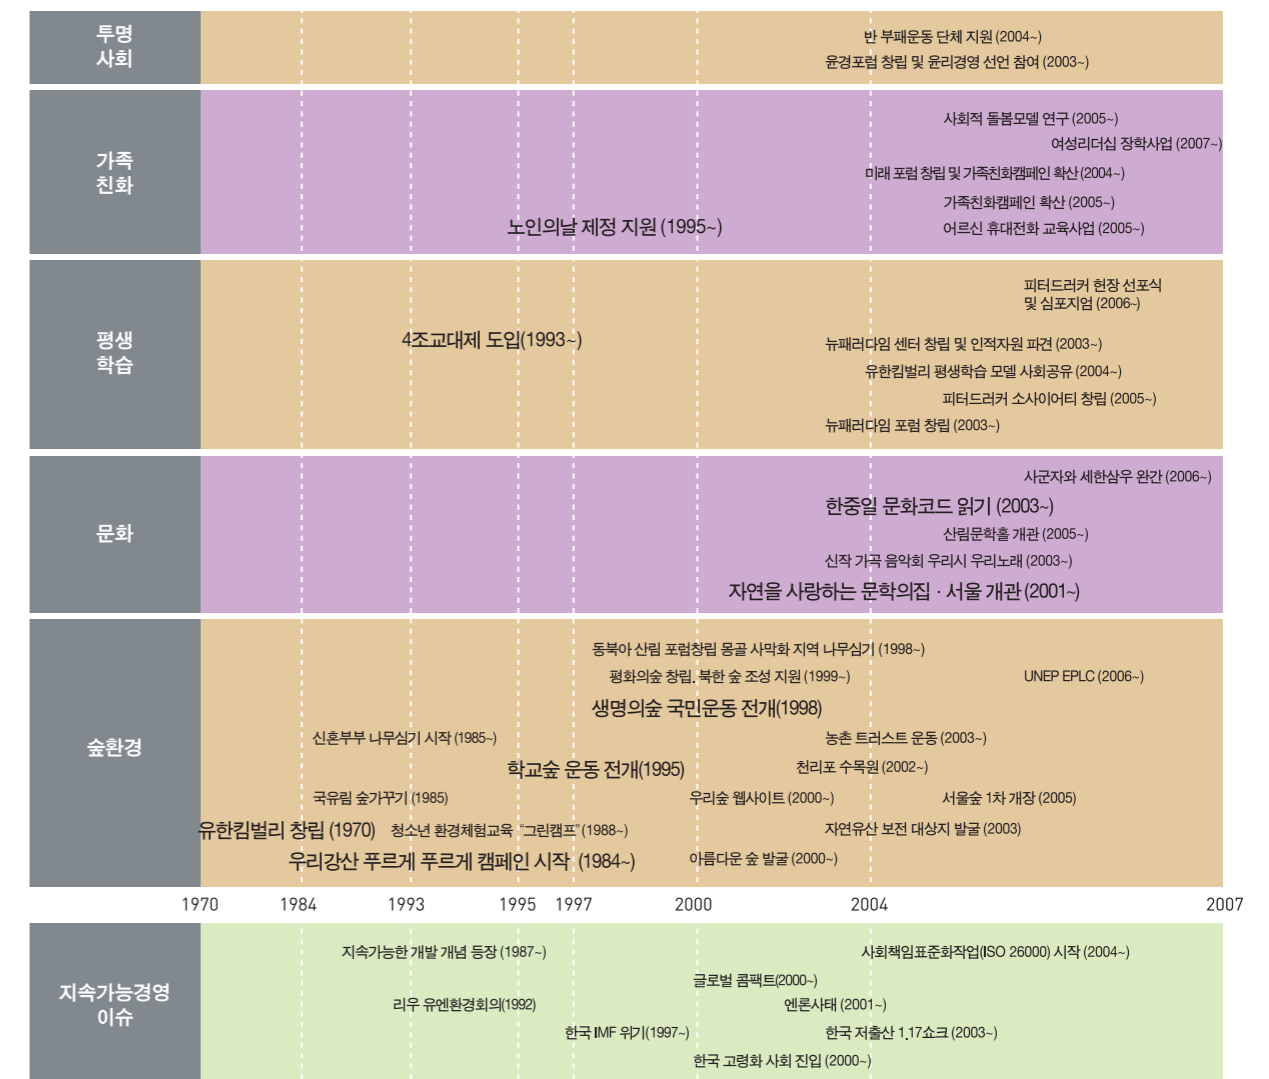 투명
사회
반 부패운동 단체 지원 (2004~)
윤경포럼 창립 및 윤리경영 선언 참여 (2003~)
가족
친화
사회적 돌봄모델 연구 (2005~)
여성리더십 장학사업 (2007~)
미래 포럼 창립 및 가족친화캠페인 확산 (2004~)
가족친화캠페인 확산 (2005~)
노인의날 제정 지원 (1995~)
어르신 휴대전화 교육사업 (2005~)
평생
학습
피터드러커 헌장 선포식
및 심포지엄 (2006~)
4조교대제 도입(1993~)
뉴패러다임 센터 창립 및 인적자원 파견 (2003~)
유한킴벌리 평생학습 모델 사회공유 (2004~)
피터드러커 소사이어티 창립 (2005~)
뉴패러다임 포럼 창립 (2003~)
문화
사군자와 세한삼우 완간 (2006~)
한중일 문화코드 읽기 (2003~)
산림문학홀 개관 (2005~)
신작 가곡 음악회 우리시 우리노래 (2003~)
자연을 사랑하는 문학의집 · 서울 개관 (2001~)
숲환경
동북아 산림 포럼창립 몽골 사막화 지역 나무심기 (1998~)
평화의숲 창립. 북한 숲 조성 지원 (1999~)
UNEP EPLC (2006~)
생명의숲 국민운동 전개(1998)
신혼부부 나무심기 시작 (1985~)
농촌 트러스트 운동 (2003~)
학교숲 운동 전개(1995)
천리포 수목원 (2002~)
국유림 숲가꾸기 (1985)
우리숲 웹사이트 (2000~)
서울숲 1차 개장 (2005)
유한킴벌리 창립 (1970)
청소년 환경체험교육 “그린캠프” (1988~)
자연유산 보전 대상지 발굴 (2003)
우리강산 푸르게 푸르게 캠페인 시작 (1984~)
아름다운 숲 발굴 (2000~)
1970 1984 1993 1995 1997 2000 2004 2007
지속가능경영
이슈
지속가능한 개발 개념 등장 (1987~)
사회책임표준화작업(ISO 26000) 시작 (2004~)
글로벌 콤팩트(2000~)
리우 유엔환경회의(1992)
엔론사태 (2001~)
한국 IMF 위기(1997~)
한국 저출산 1.17쇼크 (2003~)
한국 고령화 사회 진입 (2000~)